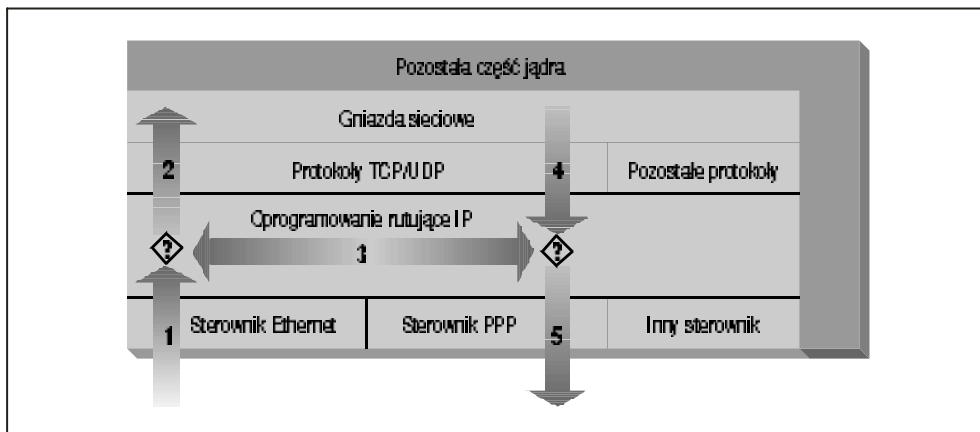 Pozostała część jądra
Gniazda sieciowe
2 Protokoły TCP/UDP 4 Pozostałe protokoły
Oprogramowanie rutujące IP
? 3 ?
1 Sterownik Ethernet Sterownik PPP 5 Inny sterownik